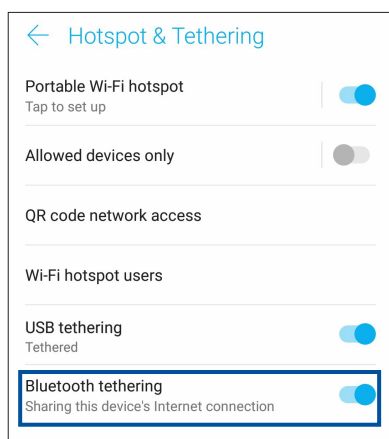 Hotspot & Tethering
Portable Wi-Fi hotspot
Tap to set up
Allowed devices only
QR code network access
Wi-Fi hotspot users
USB tethering
Tethered
Bluetooth tethering
Sharing this device's Internet connection